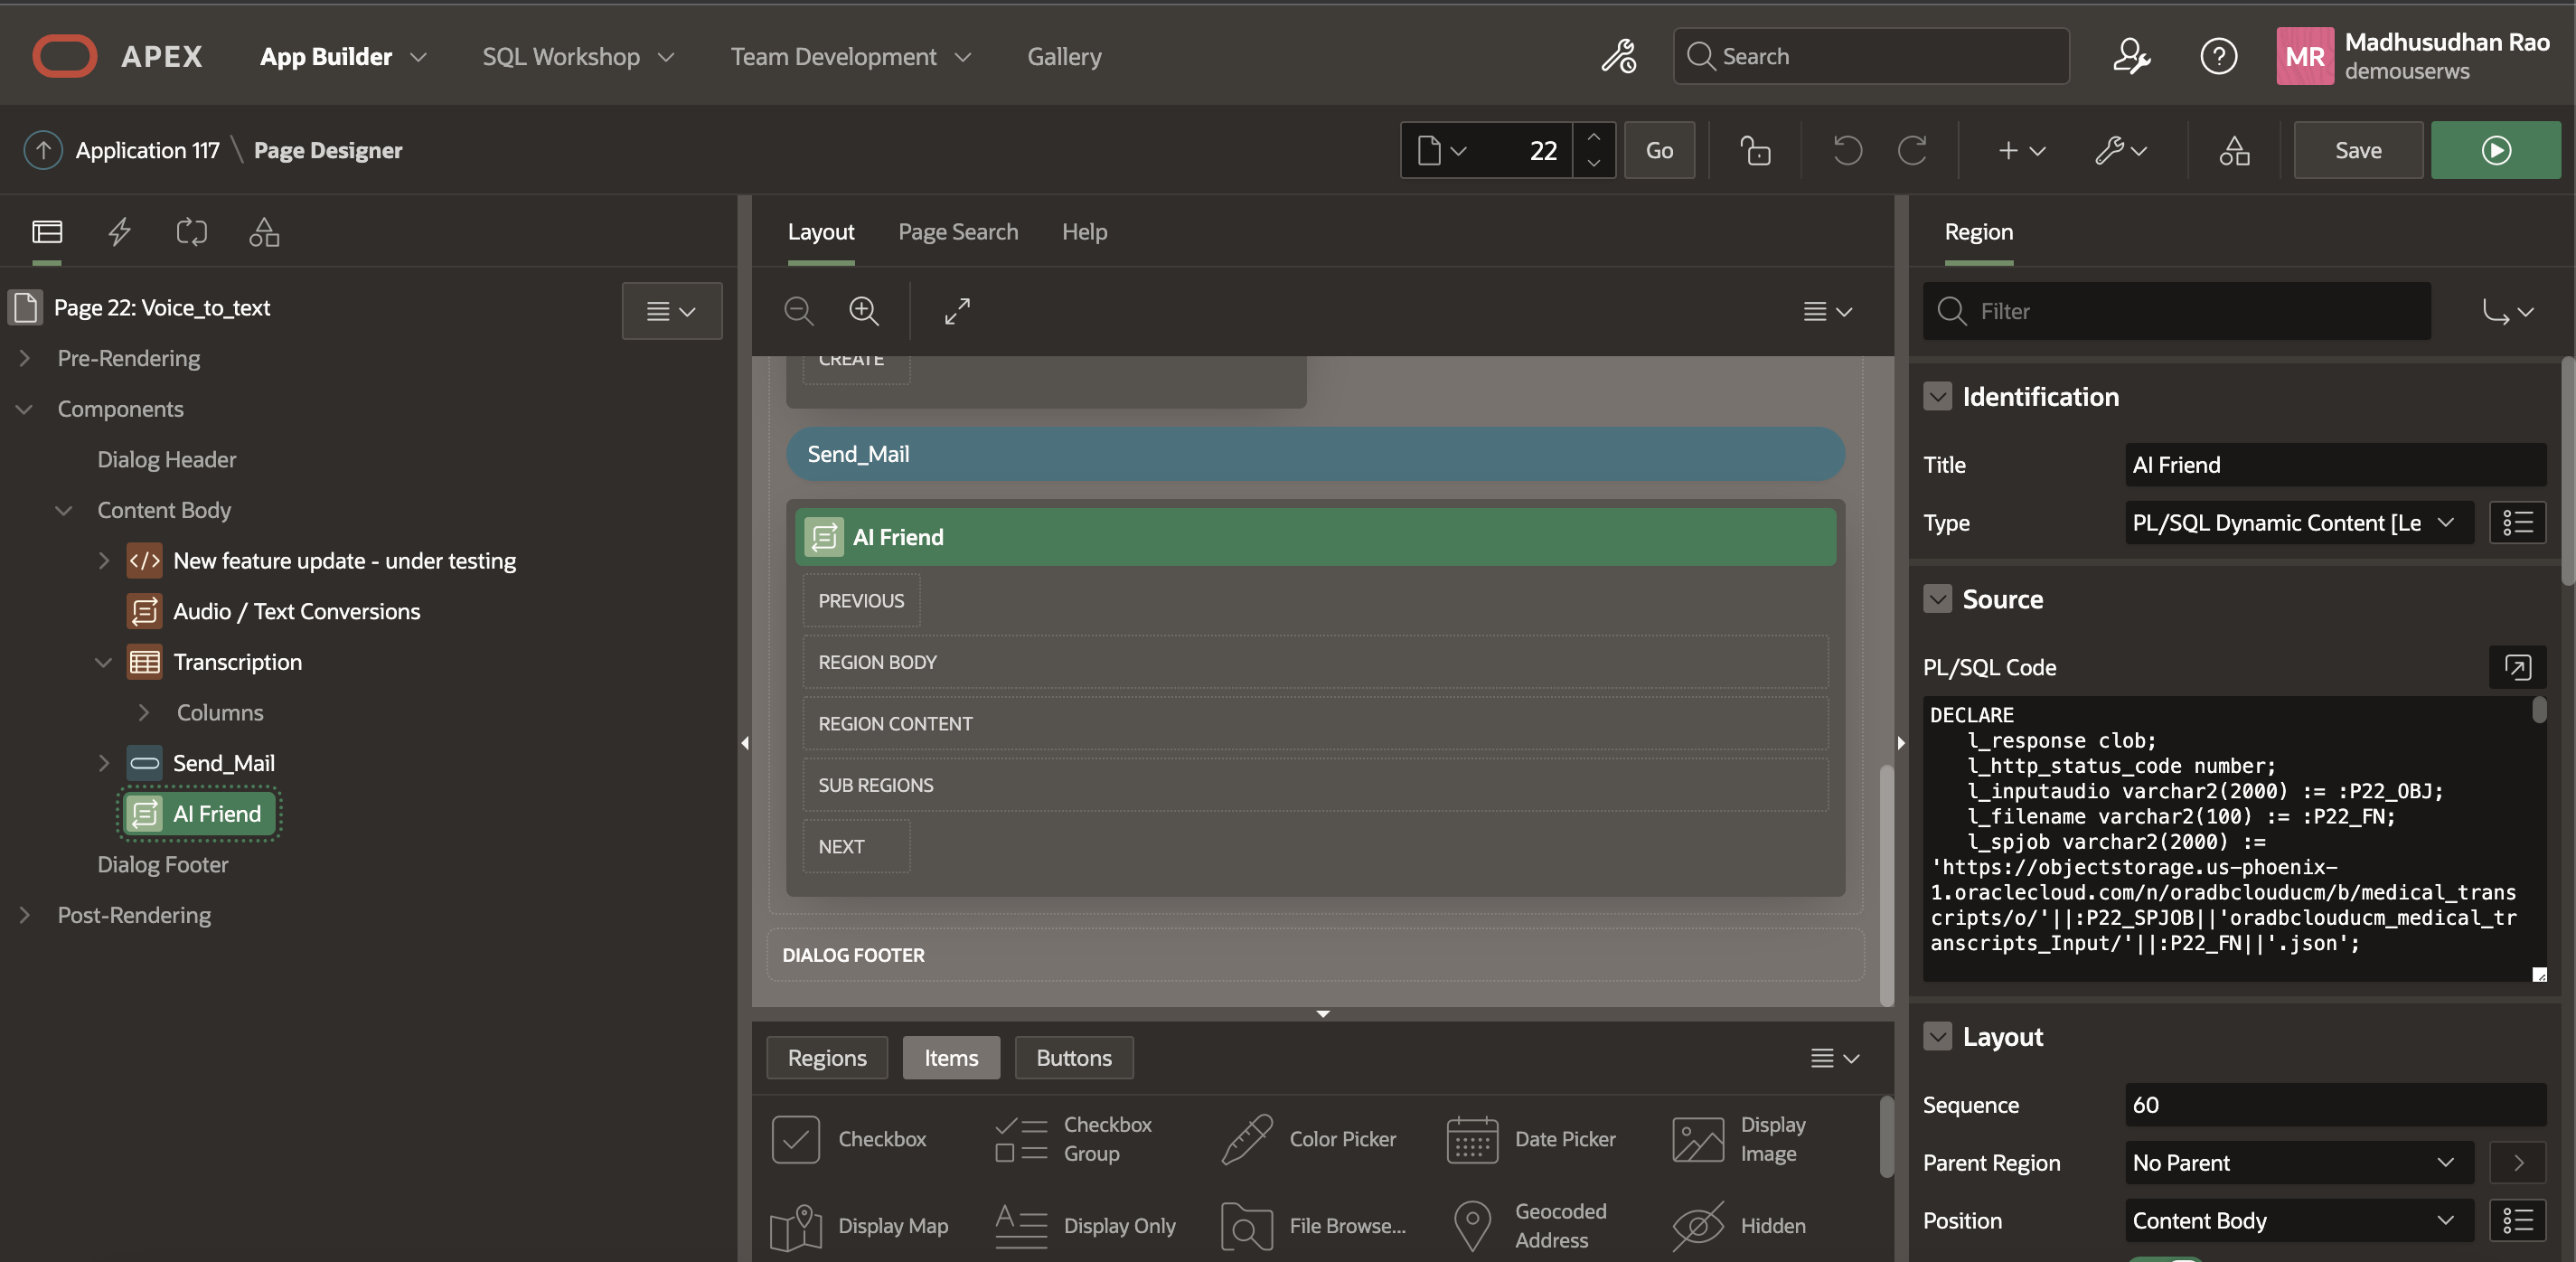 APEX
App Builder
SQL Workshop
Team Development
Gallery
Search
MR
Madhusudhan Rao
demouserws
Application 117 \ Page Designer
22
Go
Save
Page 22: Voice_to_text
Pre-Rendering
Components
Dialog Header
Content Body
New feature update - under testing
Audio / Text Conversions
Transcription
Columns
Send_Mail
AI Friend
Dialog Footer
Post-Rendering
Layout
Page Search
Help
CREATE
Send_Mail
AI Friend
PREVIOUS
REGION BODY
REGION CONTENT
SUB REGIONS
NEXT
DIALOG FOOTER
Regions
Items
Buttons
Checkbox
Checkbox
Group
Color Picker
Date Picker
Display
Image
Display Map
Display Only
File Browse...
Geocoded
Address
Hidden
Region
Filter
Identification
Title
AI Friend
Type
PL/SQL Dynamic Content [Le
Source
PL/SQL Code
DECLARE
l_response clob;
l_http_status_code number;
l_inputaudio varchar2(2000) := :P22_OBJ;
l_filename varchar2(100) := :P22_FN;
l_spjob varchar2(2000) :=
'https://objectstorage.us-phoenix-
1.oraclecloud.com/n/oradbclouducm/b/medical_trans
cripts/o/'||:P22_SPJOB||'oradbclouducm_medical_tr
anscripts_Input/'||:P22_FN||'.json';
Layout
Sequence
60
Parent Region
No Parent
Position
Content Body